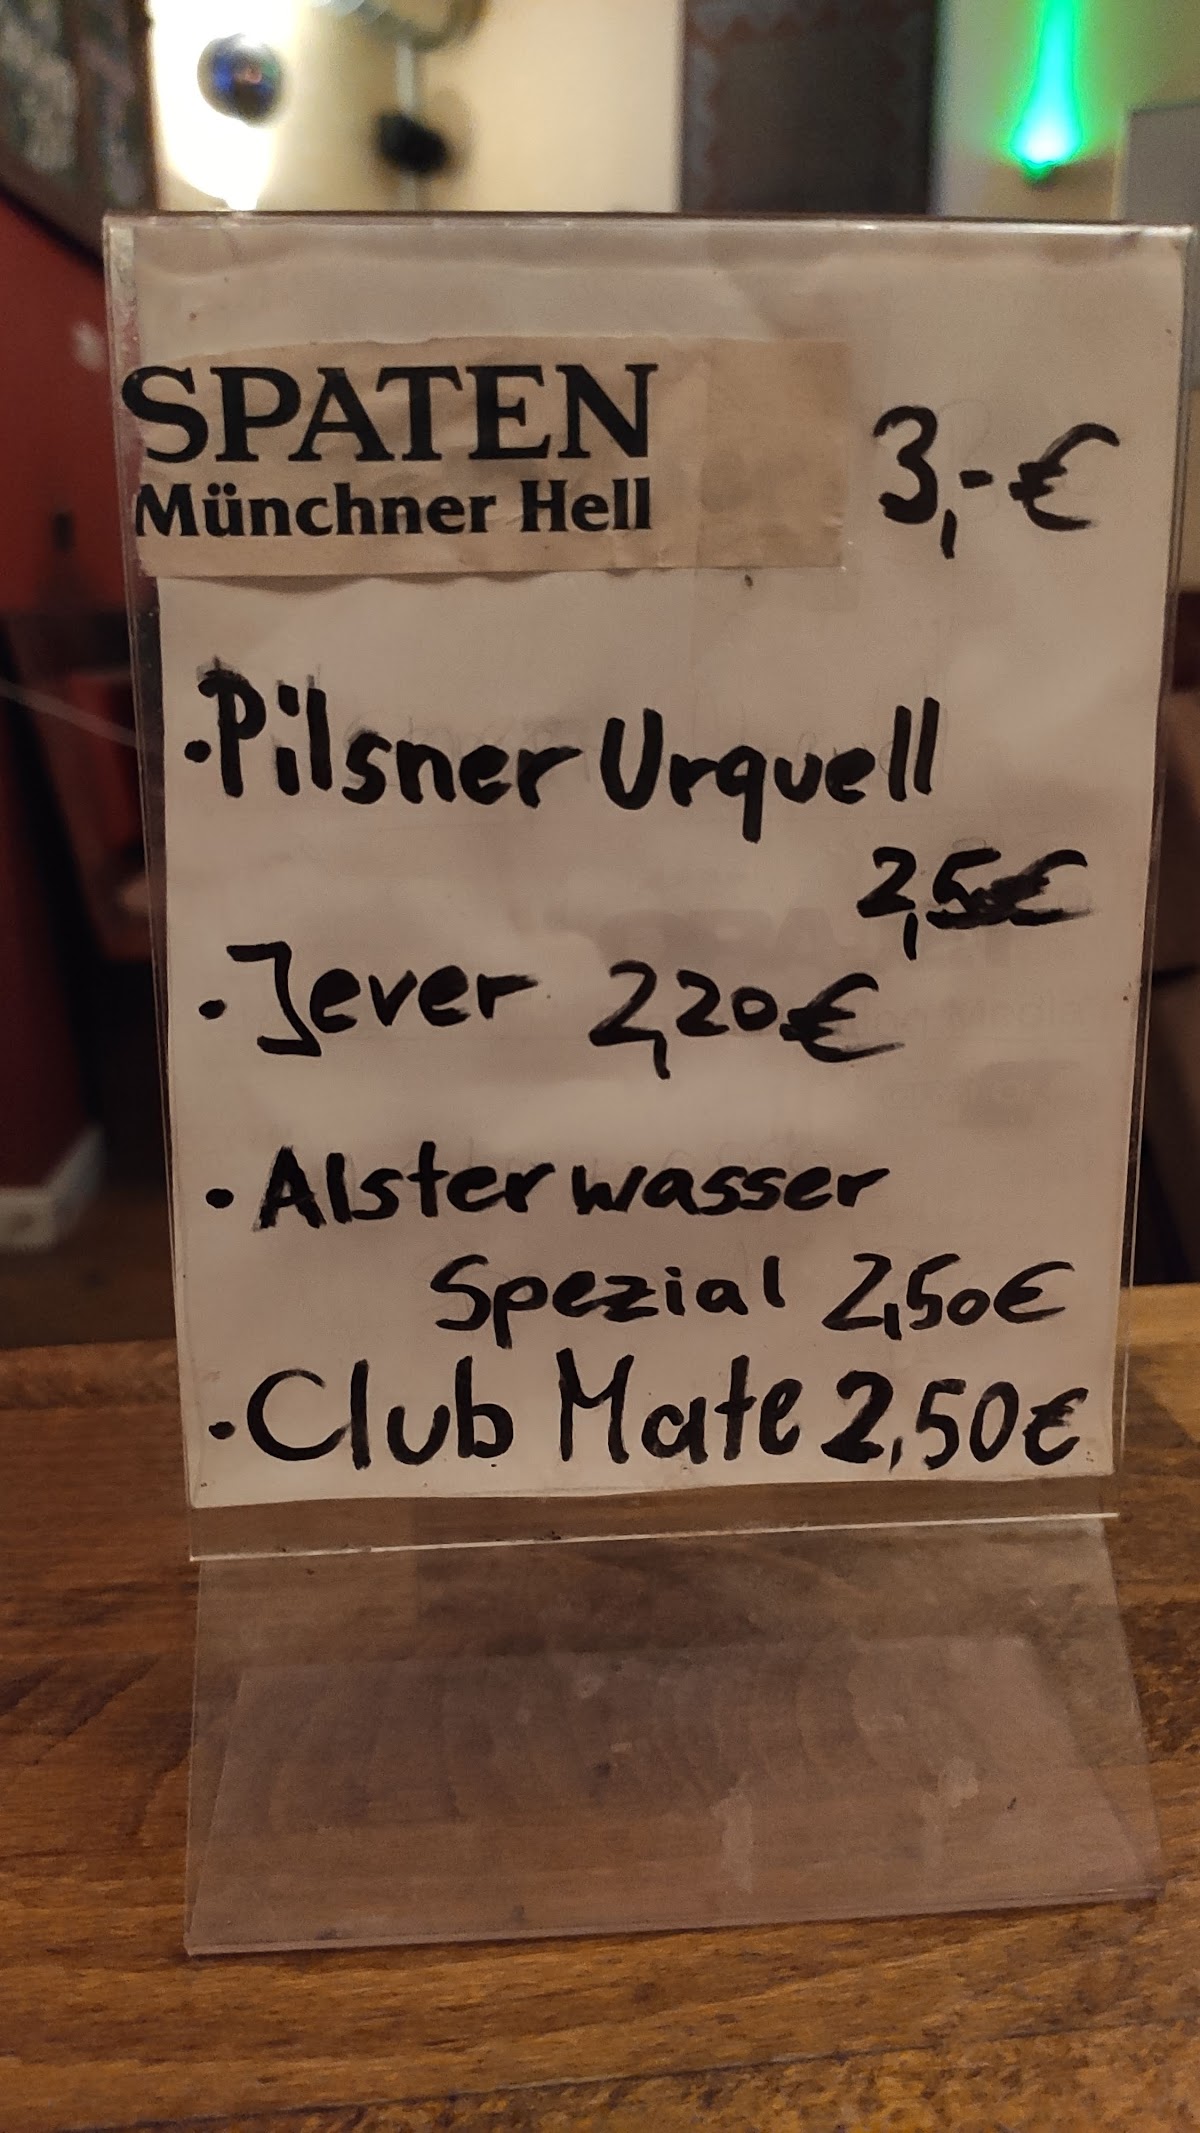 SPATEN
Münchner Hell 3,-€
·Pilsner Urquell
2,50€
·Jever 2,20€
·Alsterwasser
Spezial 2,50€
·Club Mate 2,50€